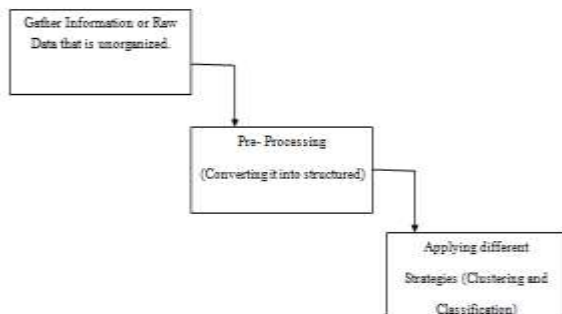 Gather Information or Raw
Data that is unorganized.
Pre- Processing
(Converting it into structured)
Applying different
Strategies (Clustering and
Classification)